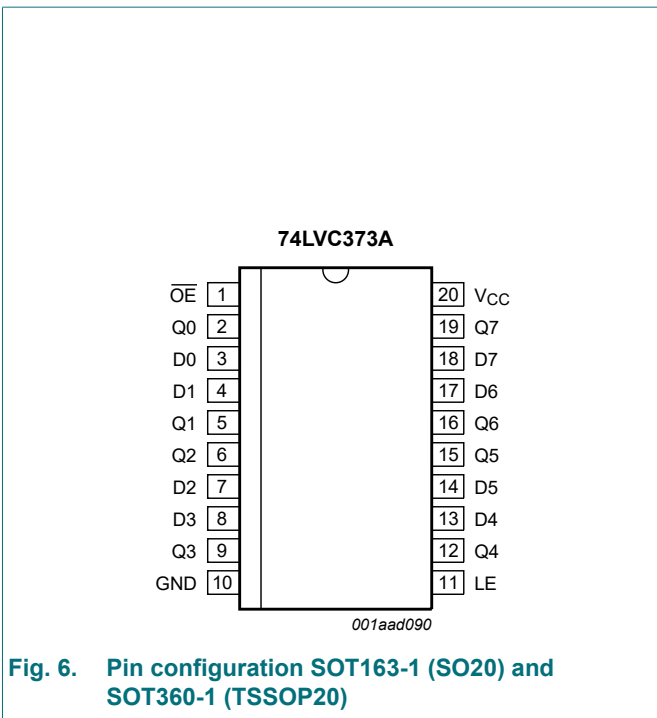 74LVC373A
OE 1 20 VCC
Q0 2 19 Q7
D0 3 18 D7
D1 4 17 D6
Q1 5 16 Q6
Q2 6 15 Q5
D2 7 14 D5
D3 8 13 D4
Q3 9 12 Q4
GND 10 11 LE
001aad090
Fig. 6. Pin configuration SOT163-1 (SO20) and
SOT360-1 (TSSOP20)